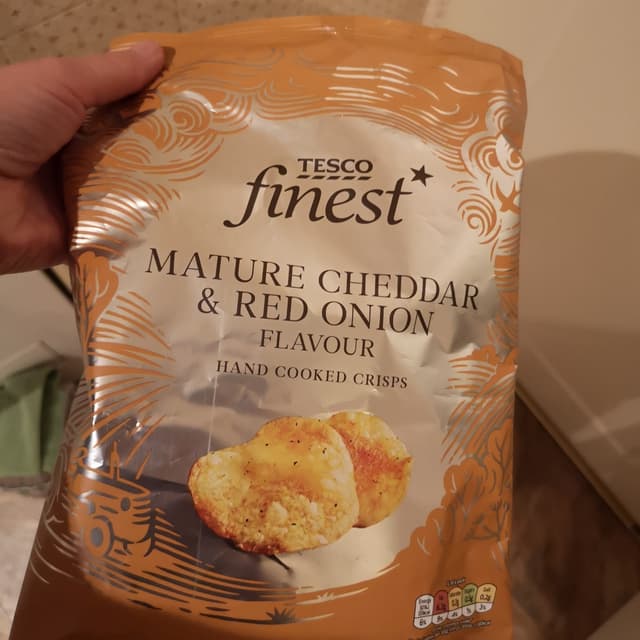 TESCO
finest
MATURE CHEDDAR
& RED ONION
FLAVOUR
HAND COOKED CRISPS